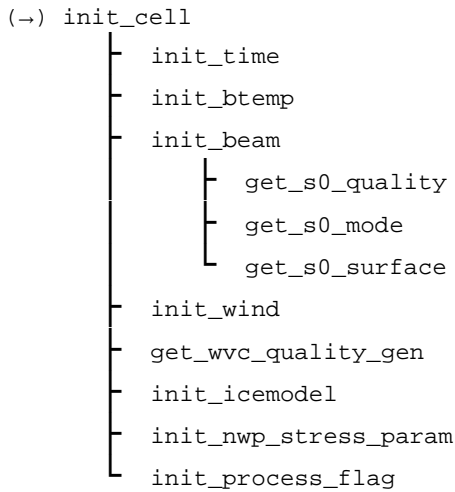 (→) init_cell
init_time
init_btemp
init_beam
get_s0_quality
get_s0_mode
get_s0_surface
init_wind
get_wvc_quality_gen
init_icemodel
init_nwp_stress_param
init_process_flag